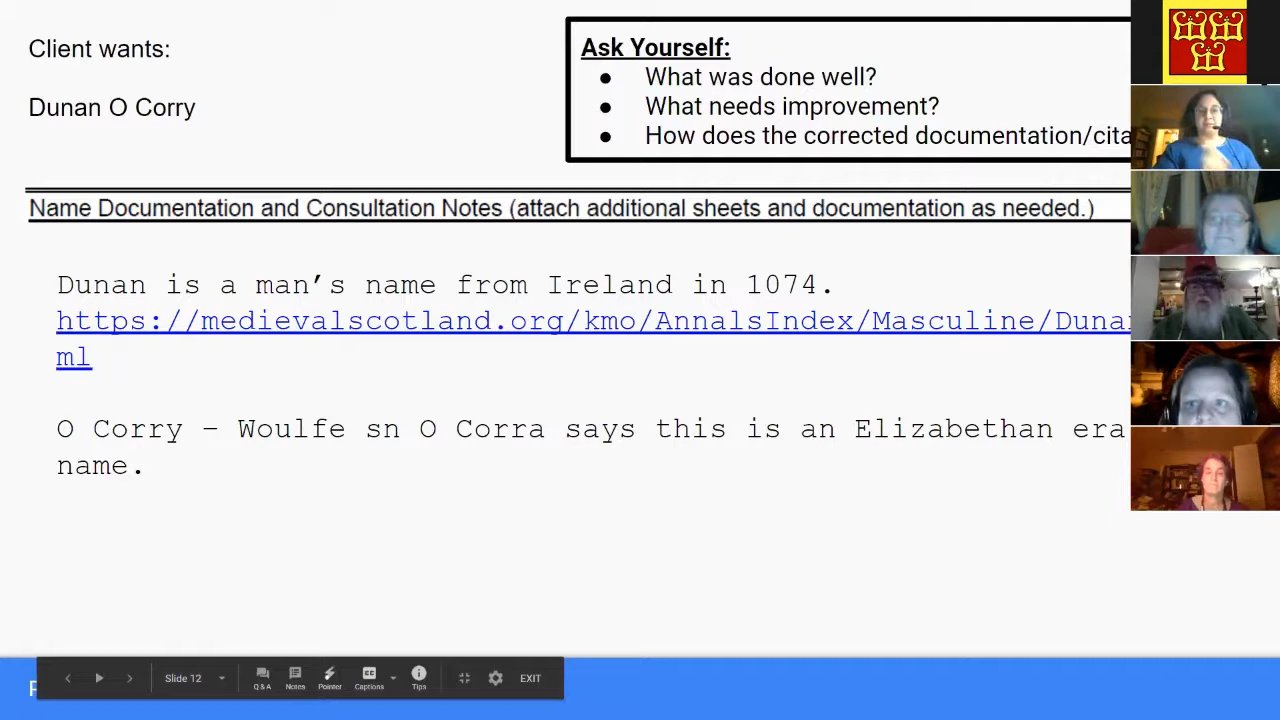 Client wants:
Dunan O Corry
Ask Yourself:
● What was done well?
● What needs improvement?
● How does the corrected documentation/cita
Name Documentation and Consultation Notes (attach additional sheets and documentation as needed.)
Dunan is a man’s name from Ireland in 1074.
https://medievalscotland.org/kmo/AnnalsIndex/Masculine/Duna
ml
O Corry – Woulfe sn O Corra says this is an Elizabethan era
name.
Slide 12
Q & A Notes Pointer Captions Tips EXIT